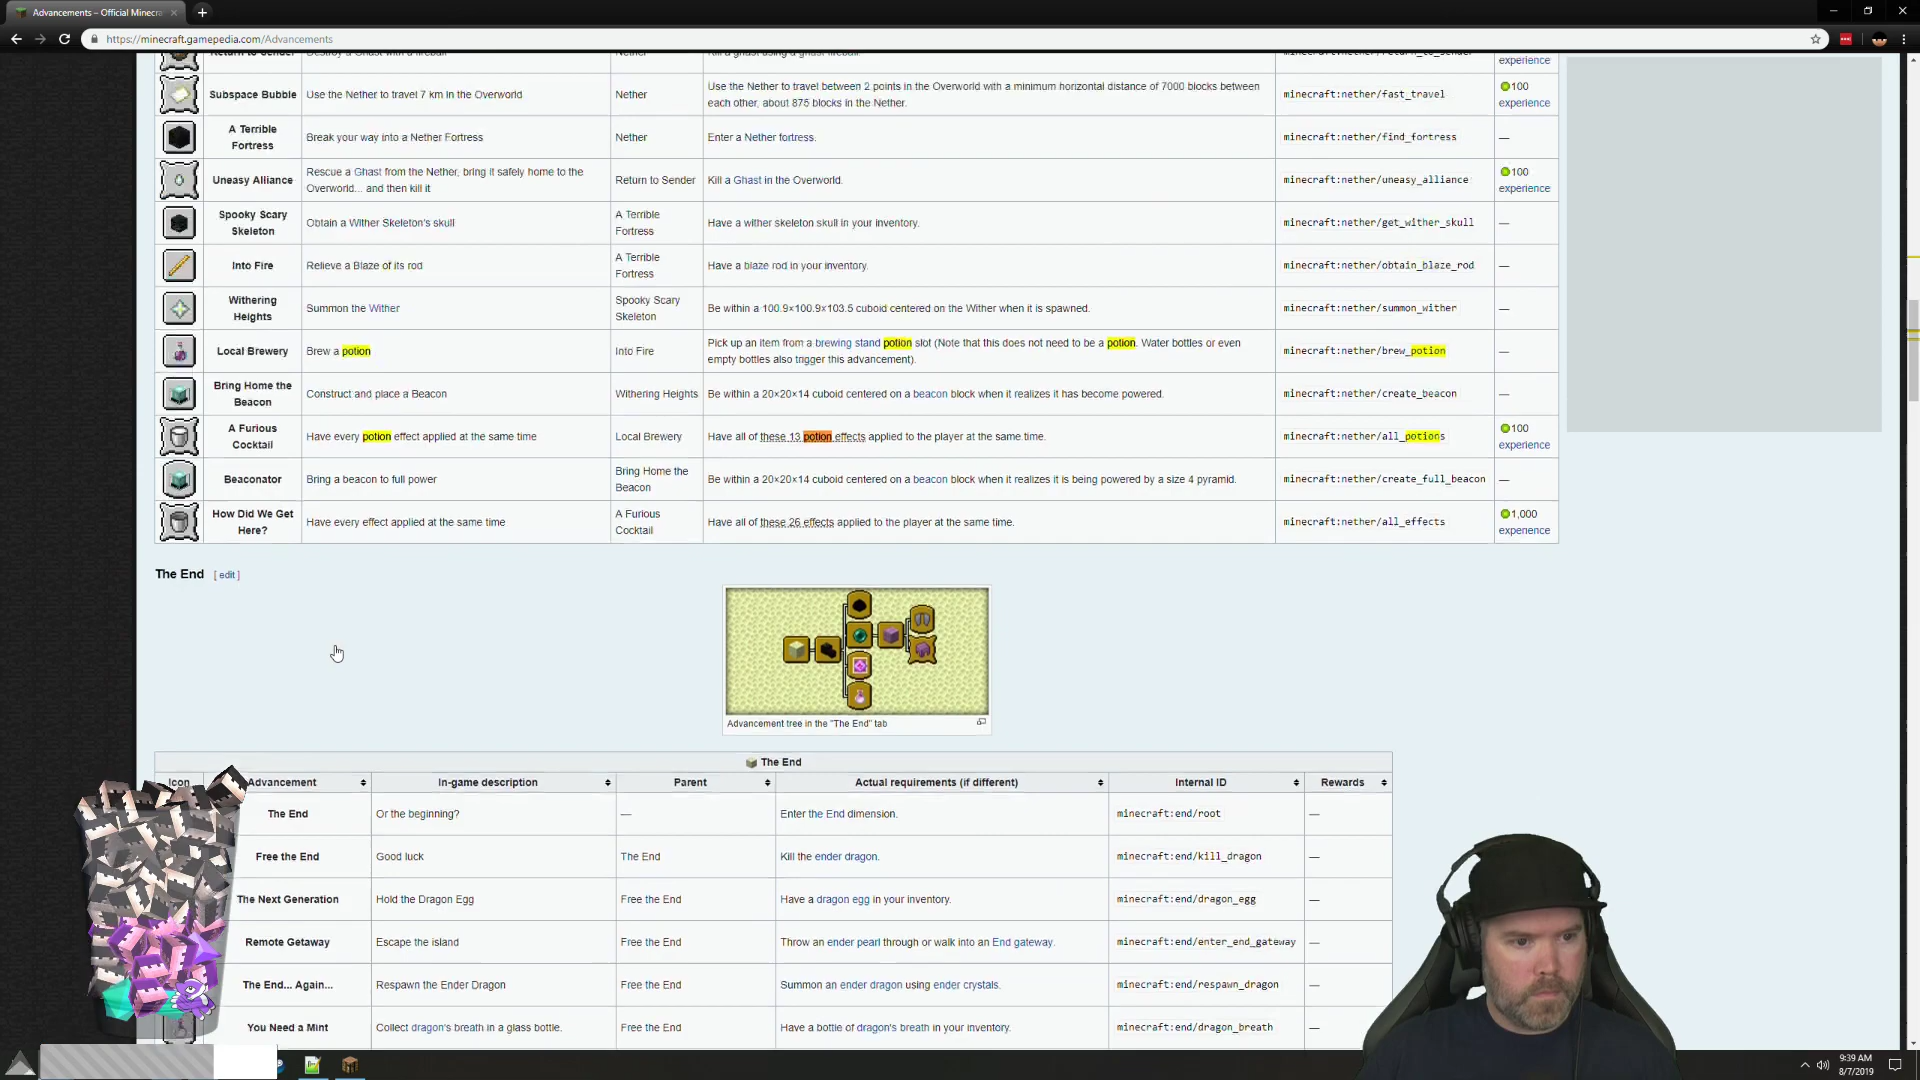 Advancements – Official Minecra
https://minecraft.gamepedia.com/Advancements
Return to Sender Destroy a Ghast with a fireball Nether Kill a ghast using a ghast fireball. minecraft:nether/return_to_sender experience
Subspace Bubble Use the Nether to travel 7 km in the Overworld Nether Use the Nether to travel between 2 points in the Overworld with a minimum horizontal distance of 7000 blocks between
each other, about 875 blocks in the Nether. minecraft:nether/fast_travel 100
experience
A Terrible
Fortress Break your way into a Nether Fortress Nether Enter a Nether fortress. minecraft:nether/find_fortress —
Uneasy Alliance Rescue a Ghast from the Nether, bring it safely home to the
Overworld... and then kill it Return to Sender Kill a Ghast in the Overworld. minecraft:nether/uneasy_alliance 100
experience
Spooky Scary
Skeleton Obtain a Wither Skeleton's skull A Terrible
Fortress Have a wither skeleton skull in your inventory. minecraft:nether/get_wither_skull —
Into Fire Relieve a Blaze of its rod A Terrible
Fortress Have a blaze rod in your inventory. minecraft:nether/obtain_blaze_rod —
Withering
Heights Summon the Wither Spooky Scary
Skeleton Be within a 100.9×100.9×103.5 cuboid centered on the Wither when it is spawned. minecraft:nether/summon_wither —
Local Brewery Brew a potion Into Fire Pick up an item from a brewing stand potion slot (Note that this does not need to be a potion. Water bottles or even
empty bottles also trigger this advancement). minecraft:nether/brew_potion —
Bring Home the
Beacon Construct and place a Beacon Withering Heights Be within a 20×20×14 cuboid centered on a beacon block when it realizes it has become powered. minecraft:nether/create_beacon —
A Furious
Cocktail Have every potion effect applied at the same time Local Brewery Have all of these 13 potion effects applied to the player at the same time. minecraft:nether/all_potions 100
experience
Beaconator Bring a beacon to full power Bring Home the
Beacon Be within a 20×20×14 cuboid centered on a beacon block when it realizes it is being powered by a size 4 pyramid. minecraft:nether/create_full_beacon —
How Did We Get
Here? Have every effect applied at the same time A Furious
Cocktail Have all of these 26 effects applied to the player at the same time. minecraft:nether/all_effects 1,000
experience
The End [ edit ]
Advancement tree in the "The End" tab
The End
Icon Advancement In-game description Parent Actual requirements (if different) Internal ID Rewards
The End Or the beginning? — Enter the End dimension. minecraft:end/root —
Free the End Good luck The End Kill the ender dragon. minecraft:end/kill_dragon —
The Next Generation Hold the Dragon Egg Free the End Have a dragon egg in your inventory. minecraft:end/dragon_egg —
Remote Getaway Escape the island Free the End Throw an ender pearl through or walk into an End gateway. minecraft:end/enter_end_gateway —
The End... Again... Respawn the Ender Dragon Free the End Summon an ender dragon using ender crystals. minecraft:end/respawn_dragon —
You Need a Mint Collect dragon's breath in a glass bottle. Free the End Have a bottle of dragon's breath in your inventory. minecraft:end/dragon_breath —
9:39 AM
8/7/2019